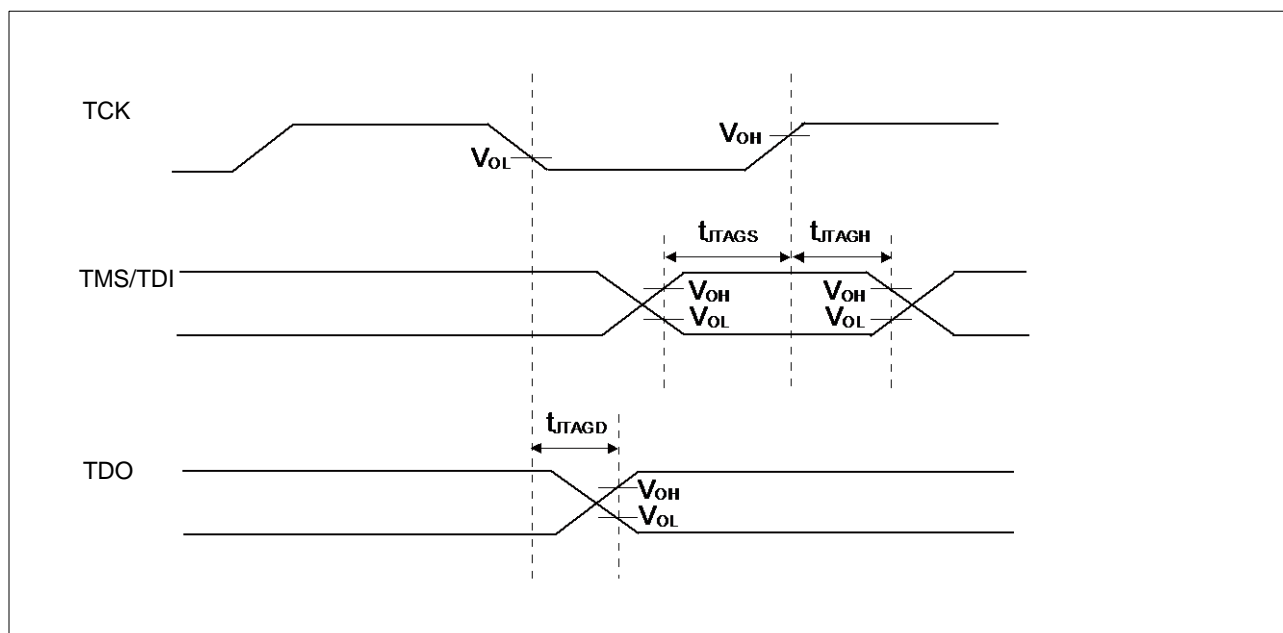 TCK
VOH
VOL
tJTAGS
tJTAGH
TMS/TDI
VOH
VOH
VOL
VOL
tJTAGD
TDO
VOH
VOL